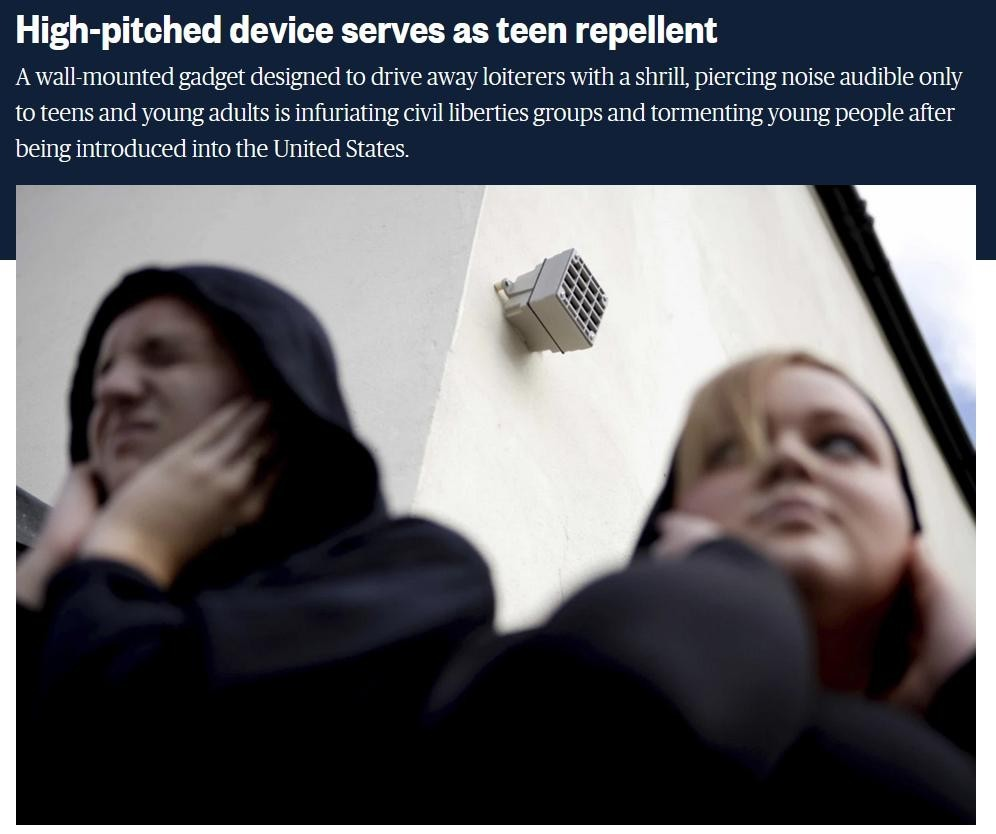 High-pitched device serves as teen repellent
A wall-mounted gadget designed to drive away loiterers with a shrill, piercing noise audible only
to teens and young adults is infuriating civil liberties groups and tormenting young people after
being introduced into the United States.